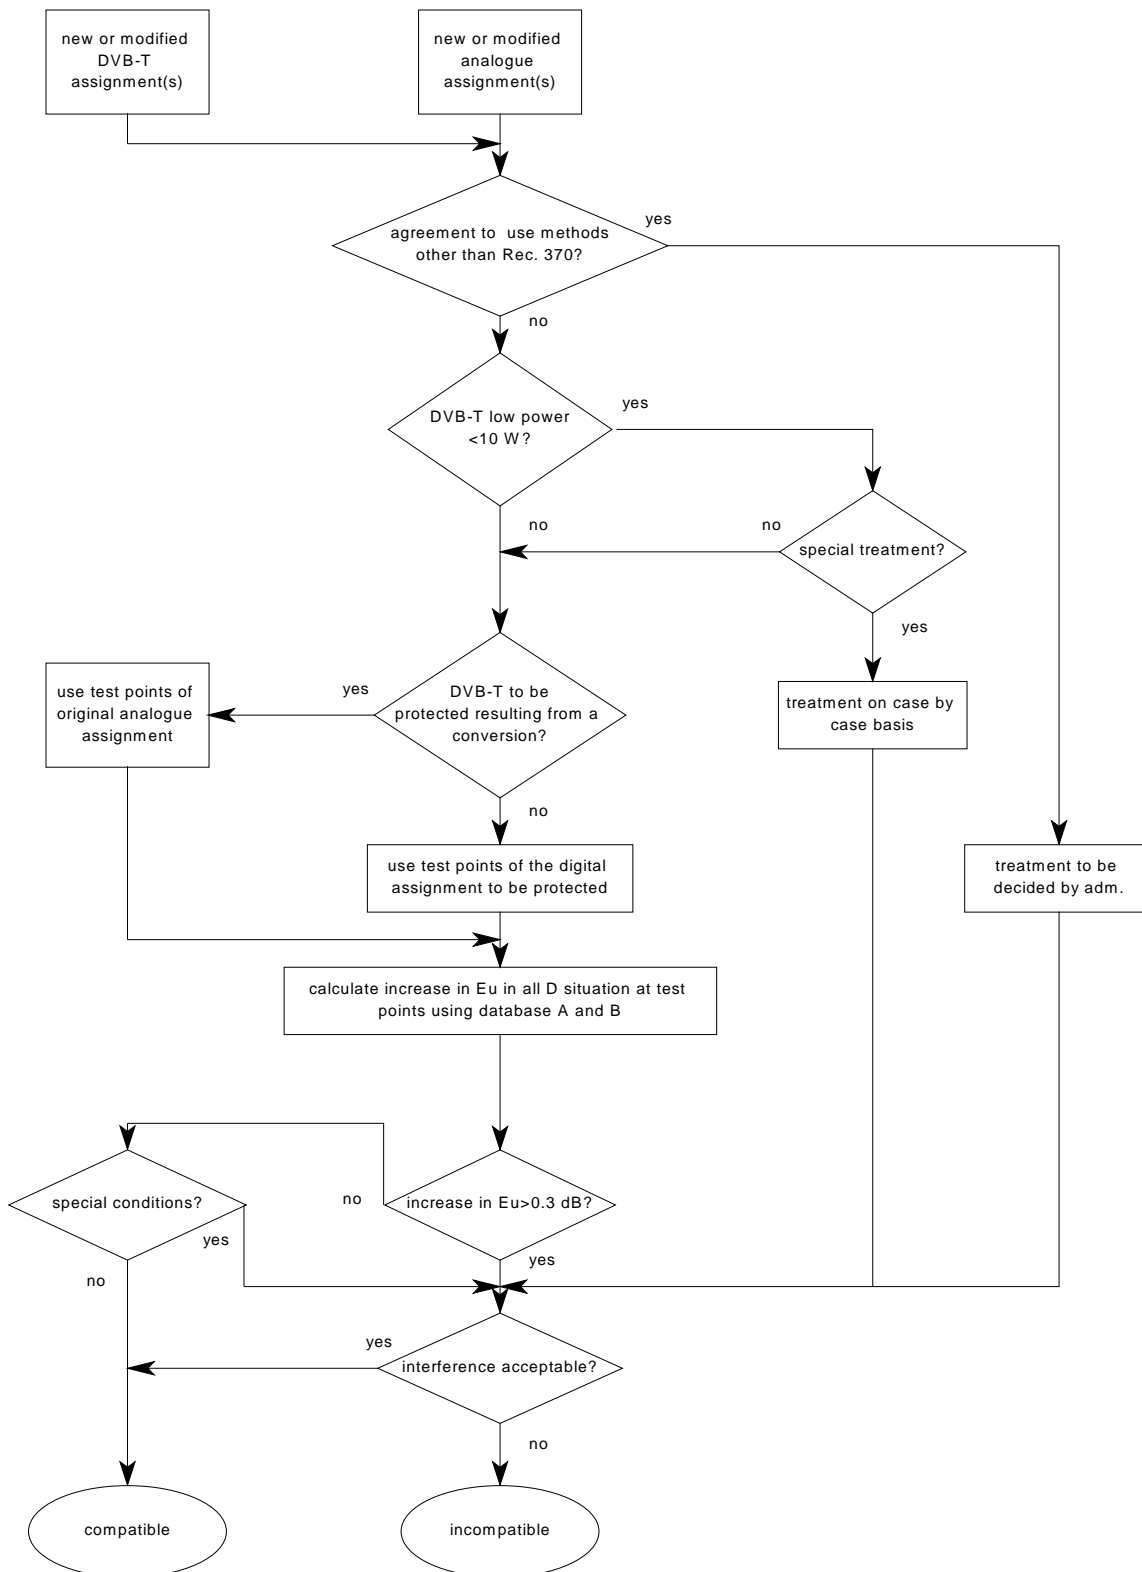 new or modified
DVB-T
assignment(s)
new or modified
analogue
assignment(s)
agreement to use methods
other than Rec. 370?
yes
no
DVB-T low power
<10 W?
yes
no
no
special treatment?
yes
use test points of
original analogue
assignment
yes
DVB-T to be
protected resulting from a
conversion?
treatment on case by
case basis
no
use test points of the digital
assignment to be protected
treatment to be
decided by adm.
calculate increase in Eu in all D situation at test
points using database A and B
special conditions?
no
increase in Eu>0.3 dB?
yes
yes
no
yes
interference acceptable?
no
compatible
incompatible